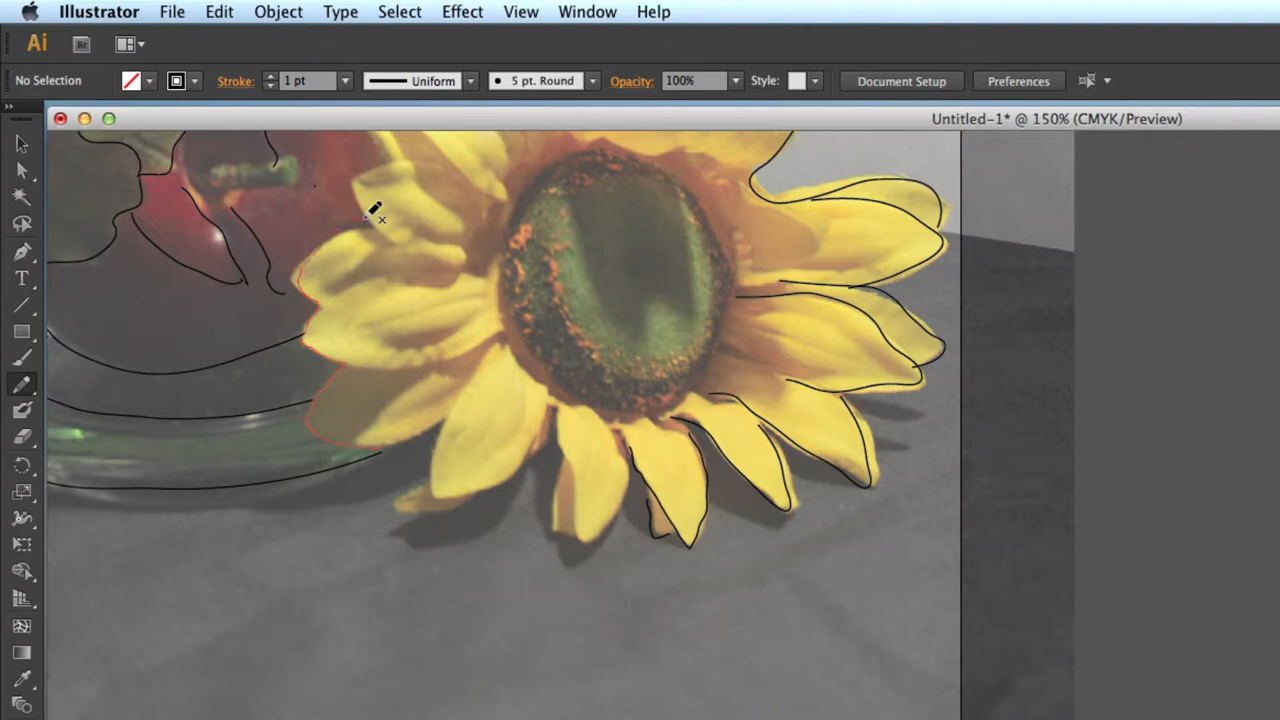 Illustrator File Edit Object Type Select Effect View Window Help
Ai Br
No Selection Stroke: 1 pt Uniform 5 pt. Round Opacity: 100% Style: Document Setup Preferences
Untitled-1* @ 150% (CMYK/Preview)
T